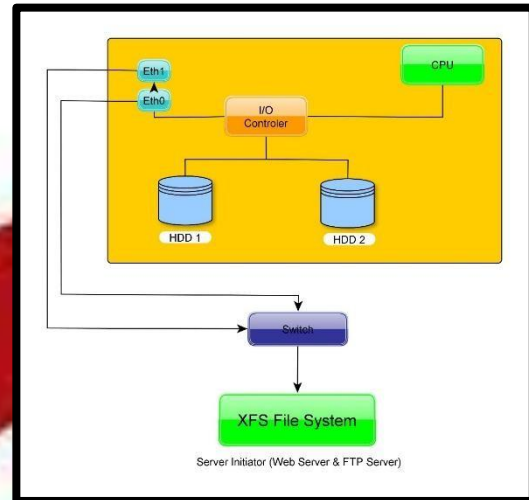 Eth1
CPU
Eth0
I/O
Controler
HDD 1
HDD 2
Switch
XFS File System
Server Initiator (Web Server & FTP Server)